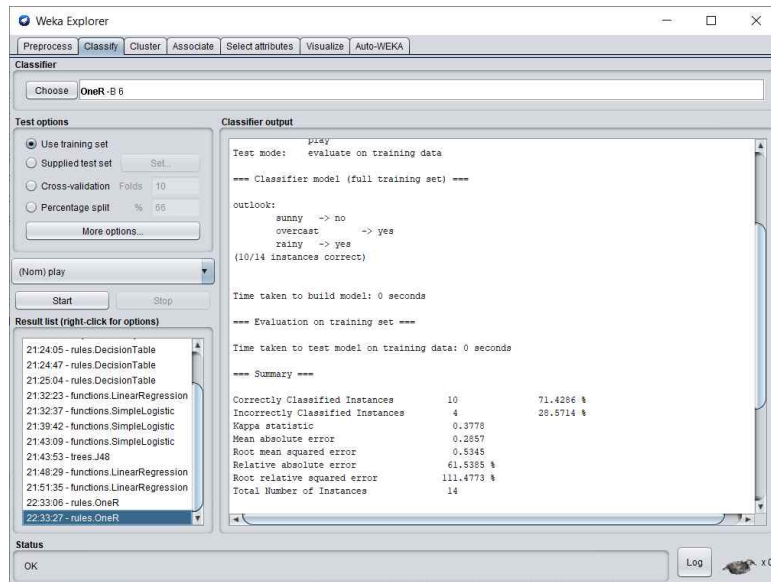 Weka Explorer
Preprocess Classify Cluster Associate Select attributes Visualize Auto-WEKA
Classifier
Choose OneR -B 6
Test options
Use training set
Supplied test set Set...
Cross-validation Folds 10
Percentage split % 66
More options...
(Nom) play
Start Stop
Result list (right-click for options)
21:24:05 - rules.DecisionTable
21:24:47 - rules.DecisionTable
21:25:04 - rules.DecisionTable
21:32:23 - functions.LinearRegression
21:32:37 - functions.SimpleLogistic
21:39:42 - functions.SimpleLogistic
21:43:09 - functions.SimpleLogistic
21:43:53 - trees.J48
21:48:29 - functions.LinearRegression
21:51:35 - functions.LinearRegression
22:33:06 - rules.OneR
22:33:27 - rules.OneR
Classifier output
play
Test mode: evaluate on training data
=== Classifier model (full training set) ===
outlook:
sunny -> no
overcast -> yes
rainy -> yes
(10/14 instances correct)
Time taken to build model: 0 seconds
=== Evaluation on training set ===
Time taken to test model on training data: 0 seconds
=== Summary ===
Correctly Classified Instances 10 71.4286 %
Incorrectly Classified Instances 4 28.5714 %
Kappa statistic 0.3778
Mean absolute error 0.2857
Root mean squared error 0.5345
Relative absolute error 61.5385 %
Root relative squared error 111.4773 %
Total Number of Instances 14
Status
OK
Log
x 0